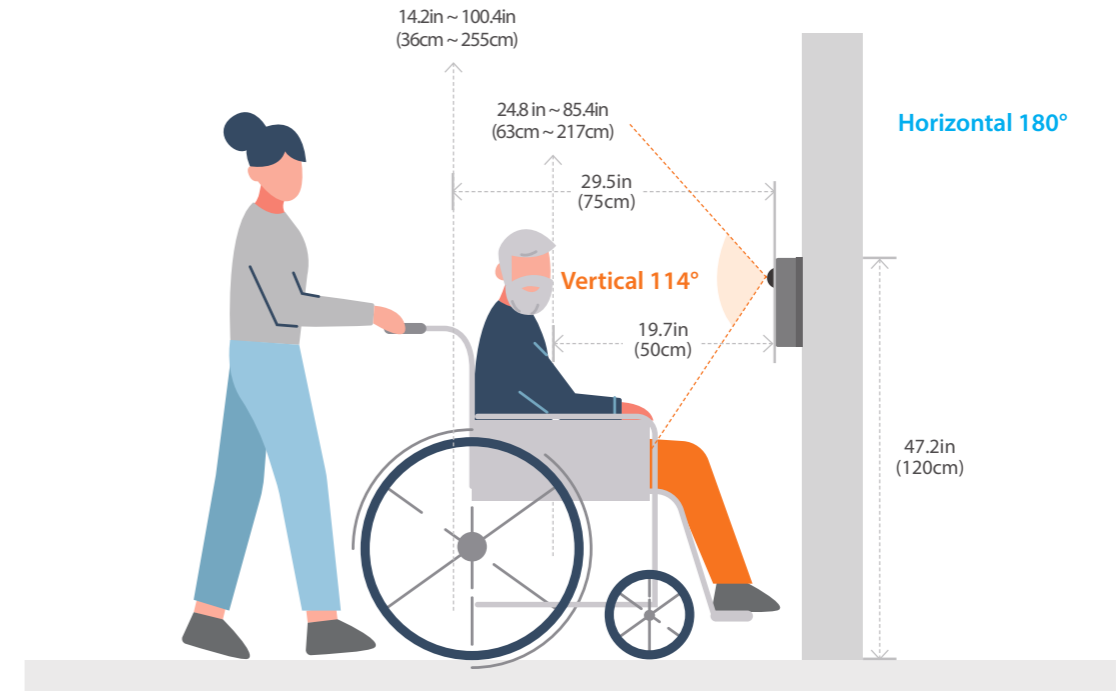 14.2in ~ 100.4in
(36cm ~ 255cm)
24.8 in ~ 85.4in
(63cm ~ 217cm)
Horizontal 180°
29.5in
(75cm)
Vertical 114°
19.7in
(50cm)
47.2in
(120cm)